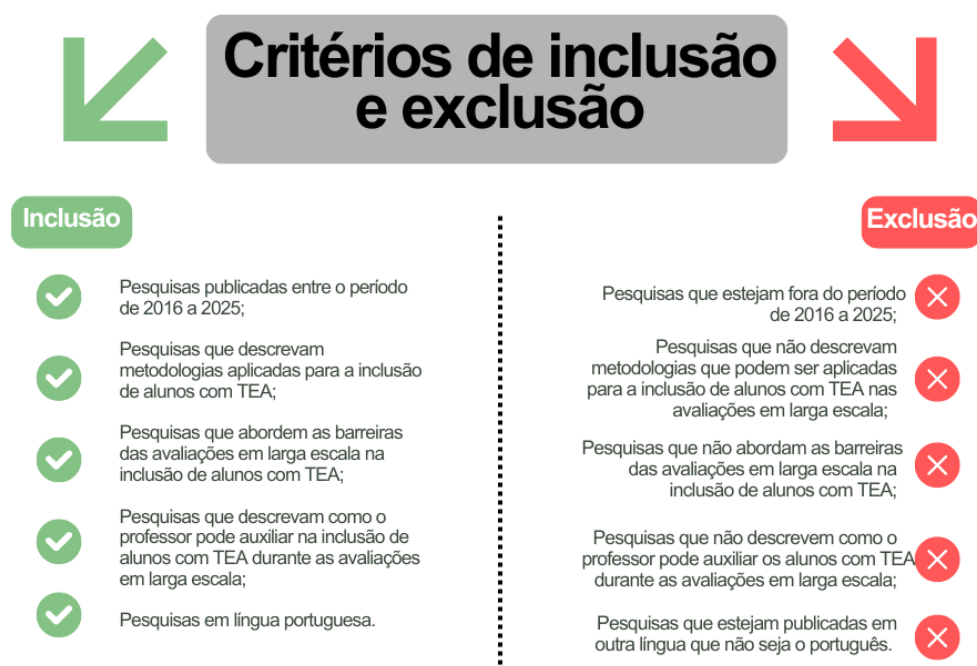 Critérios de inclusão
e exclusão
Inclusão
Pesquisas publicadas entre o período
de 2016 a 2025;
Pesquisas que descrevam
metodologias aplicadas para a inclusão
de alunos com TEA;
Pesquisas que abordem as barreiras
das avaliações em larga escala na
inclusão de alunos com TEA;
Pesquisas que descrevam como o
professor pode auxiliar na inclusão de
alunos com TEA durante as avaliações
em larga escala;
Pesquisas em língua portuguesa.
Exclusão
Pesquisas que estejam fora do período
de 2016 a 2025;
Pesquisas que não descrevam
metodologias que podem ser aplicadas
para a inclusão de alunos com TEA nas
avaliações em larga escala;
Pesquisas que não abordam as barreiras
das avaliações em larga escala na
inclusão de alunos com TEA;
Pesquisas que não descrevem como o
professor pode auxiliar os alunos com TEA
durante as avaliações em larga escala;
Pesquisas que estejam publicadas em
outra língua que não seja o português.